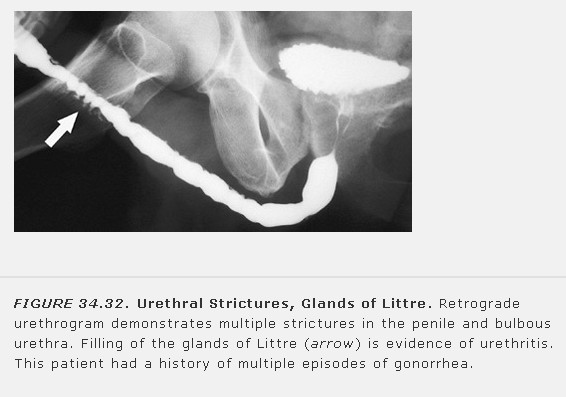 FIGURE 34.32. Urethral Strictures, Glands of Littre. Retrograde
urethrogram demonstrates multiple strictures in the penile and bulbous
urethra. Filling of the glands of Littre (arrow) is evidence of urethritis.
This patient had a history of multiple episodes of gonorrhea.